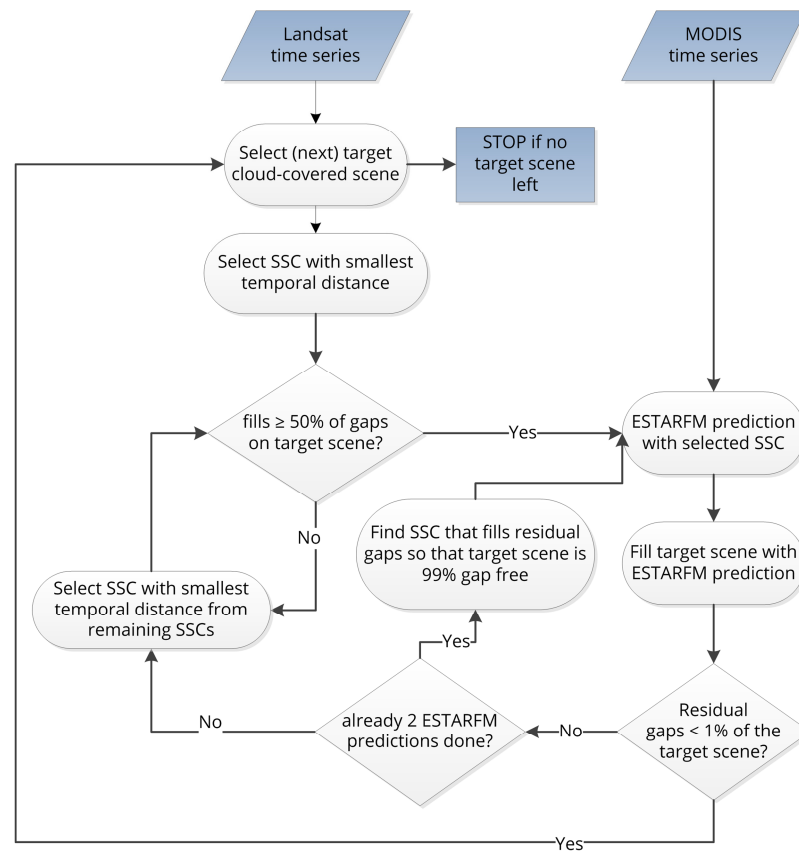 Landsat
time series
MODIS
time series
Select (next) target
cloud-covered scene
STOP if no
target scene
left
Select SSC with smallest
temporal distance
fills ≥ 50% of gaps
on target scene?
Yes
ESTARFM prediction
with selected SSC
No
Find SSC that fills residual
gaps so that target scene is
99% gap free
Fill target scene with
ESTARFM prediction
Select SSC with smallest
temporal distance from
remaining SSCs
Yes
No
already 2 ESTARFM
predictions done?
No
Residual
gaps < 1% of the
target scene?
Yes